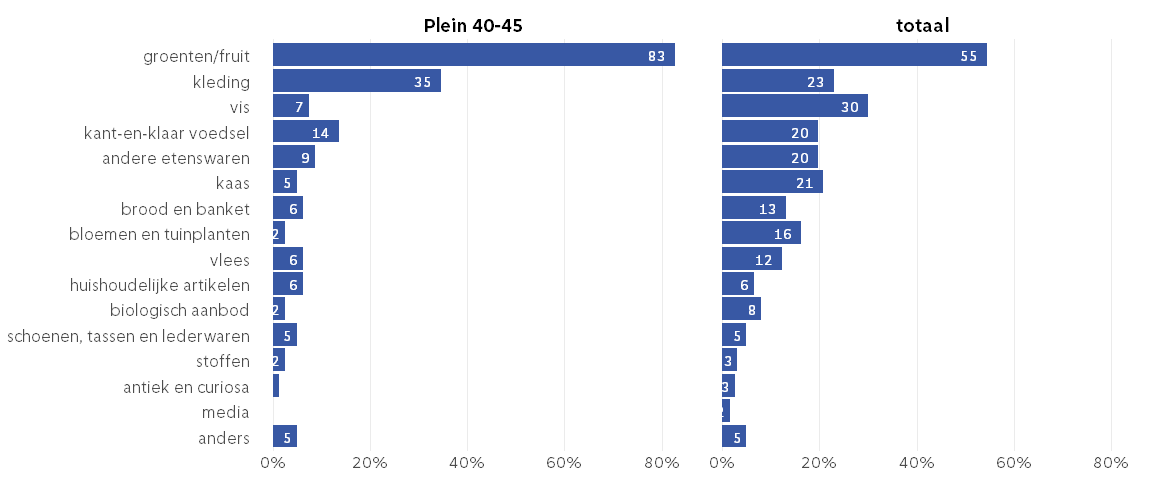 Plein 40-45 totaal
groenten/fruit 83 55
kleding 35 23
vis 7 30
kant-en-klaar voedsel 14 20
andere etenswaren 9 20
kaas 5 21
brood en banket 6 13
bloemen en tuinplanten 2 16
vlees 6 12
huishoudelijke artikelen 6 6
biologisch aanbod 2 8
schoenen, tassen en lederwaren 5 5
stoffen 2 3
antiek en curiosa 3
media
anders 5 5
0% 20% 40% 60% 80% 0% 20% 40% 60% 80%